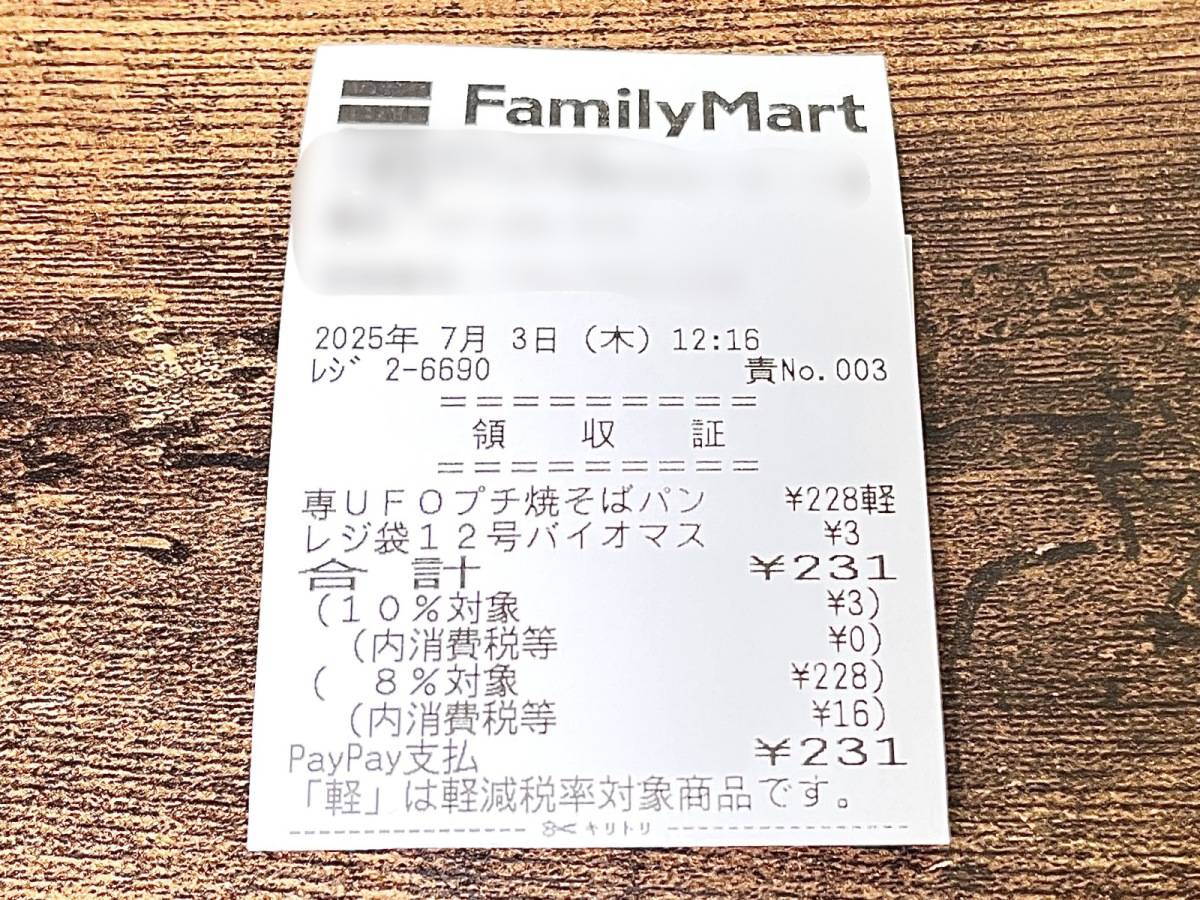 FamilyMart
2025年 7月 3日 (木) 12:16
レジ 2-6690 責No.003
=========
領 収 証
=========
専UFOプチ焼そばパン ¥228軽
レジ袋12号バイオマス ¥3
合 計 ¥231
(10%対象 ¥3)
(内消費税等 ¥0)
( 8%対象 ¥228)
(内消費税等 ¥16)
PayPay支払 ¥231
「軽」は軽減税率対象商品です。
キリトリ